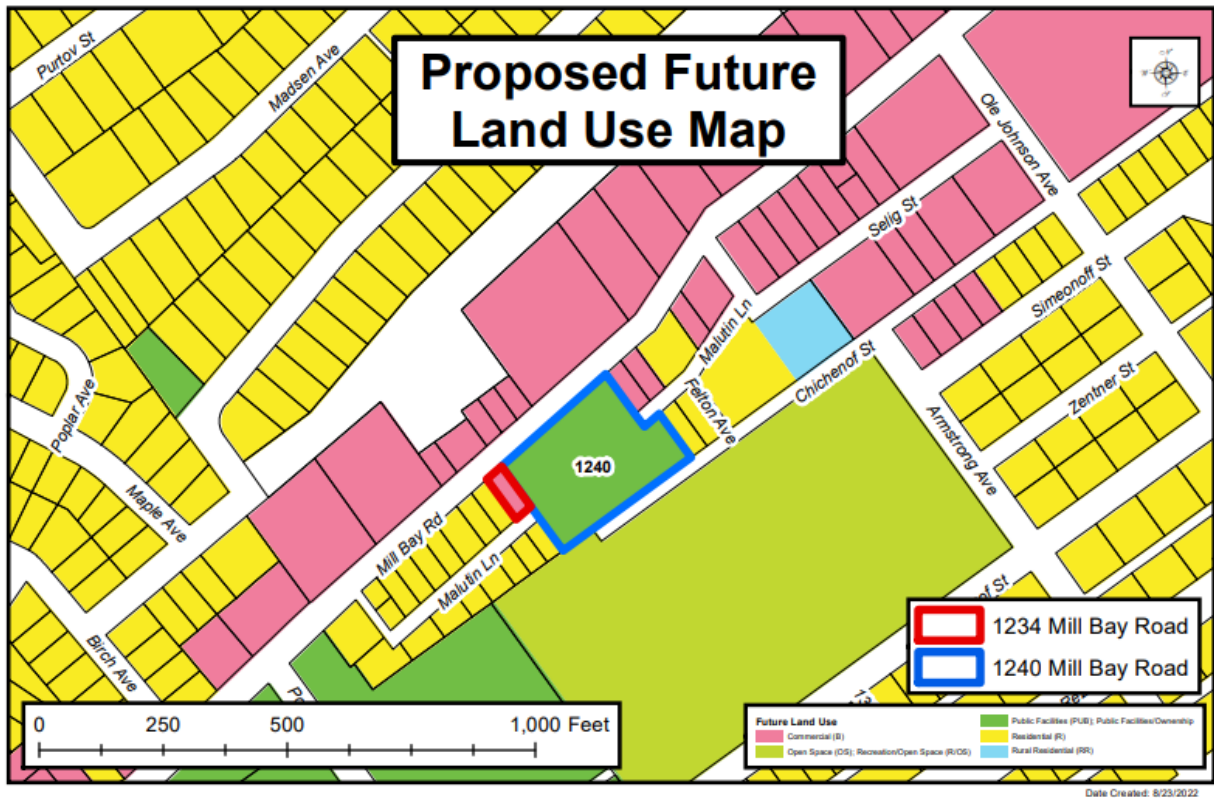 Purtov St
Madsen Ave
Proposed Future
Land Use Map
Ole Johnson Ave
Selig St
Simeonoff St
Malutin Ln
Chichenof St
Zentner St
Poplar Ave
Felton Ave
Armstrong Ave
1240
Maple Ave
Mill Bay Rd
Malutin Ln
Birch Ave
1234 Mill Bay Road
1240 Mill Bay Road
0 250 500 1,000 Feet
Future Land Use
Commercial (B)
Open Space (OS); Recreation/Open Space (R/OS)
Public Facilities (PUB); Public Facilities/Ownership
Residential (R)
Rural Residential (RR)
Date Created: 8/23/2022